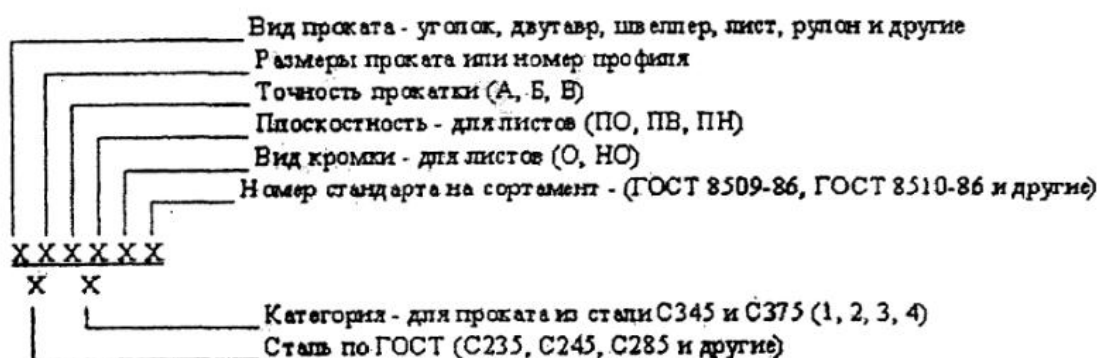 Вид проката - уголок, двутавр, швеллер, лист, рулон и другие
Размеры проката или номер профиля
Точность прокатки (А, Б, В)
Плоскостность - для листов (ПО, ПВ, ПН)
Вид кромки - для листов (О, НО)
Номер стандарта на сортамент - (ГОСТ 8509-86, ГОСТ 8510-86 и другие)
Х Х Х Х Х Х
Х Х
Категория - для проката из стали С345 и С375 (1, 2, 3, 4)
Сталь по ГОСТ (С235, С245, С285 и другие)